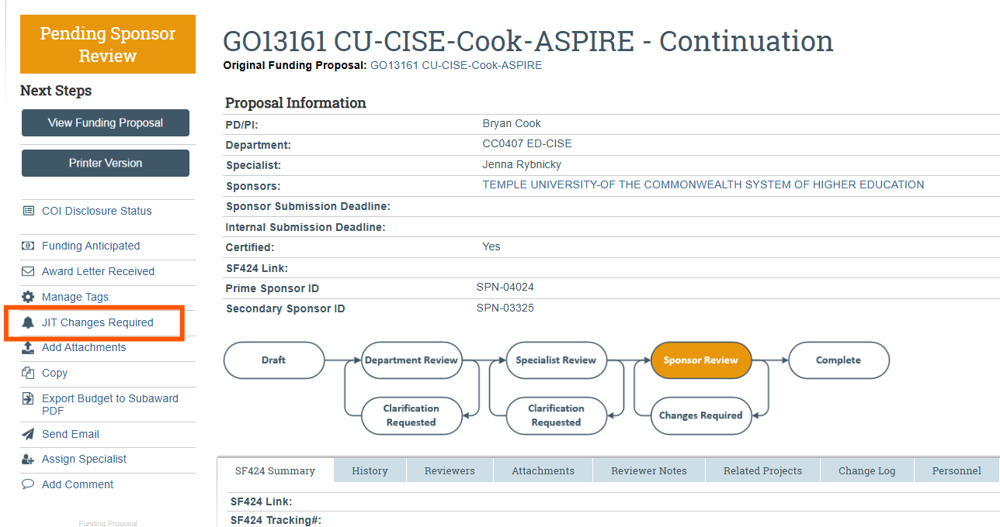 Pending Sponsor
Review
Next Steps
View Funding Proposal
Printer Version
COI Disclosure Status
Funding Anticipated
Award Letter Received
Manage Tags
JIT Changes Required
Add Attachments
Copy
Export Budget to Subaward
PDF
Send Email
Assign Specialist
Add Comment
Funding Proposal
GO13161 CU-CISE-Cook-ASPIRE - Continuation
Original Funding Proposal: GO13161 CU-CISE-Cook-ASPIRE
Proposal Information
PD/PI: Bryan Cook
Department: CC0407 ED-CISE
Specialist: Jenna Rybnicky
Sponsors: TEMPLE UNIVERSITY-OF THE COMMONWEALTH SYSTEM OF HIGHER EDUCATION
Sponsor Submission Deadline:
Internal Submission Deadline:
Certified: Yes
SF424 Link:
Prime Sponsor ID SPN-04024
Secondary Sponsor ID SPN-03325
Draft Department Review Specialist Review Sponsor Review Complete
Clarification
Requested
Clarification
Requested
Changes Required
SF424 Summary History Reviewers Attachments Reviewer Notes Related Projects Change Log Personnel
SF424 Link:
SF424 Tracking#: